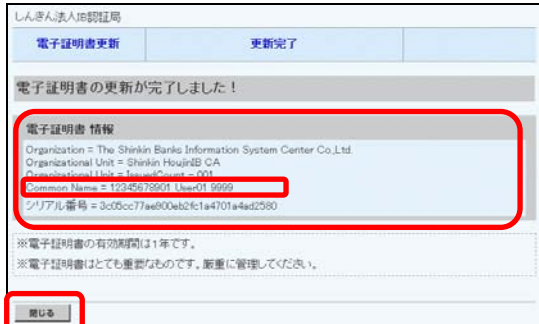 しんきん法人IB認証局
電子証明書更新
更新完了
電子証明書の更新が完了しました！
電子証明書 情報
Organization = The Shinkin Banks Information System Center Co.,Ltd.
Organizational Unit = Shinkin HoujinIB CA
Organizational Unit = IssuedCount - 001
Common Name = 12345678901 User01 9999
シリアル番号 = 3c05cc77ae900eb2fc1a4701a4ad2580
※電子証明書の有効期間は1年です。
※電子証明書はとても重要なものです。厳重に管理してください。
閉じる